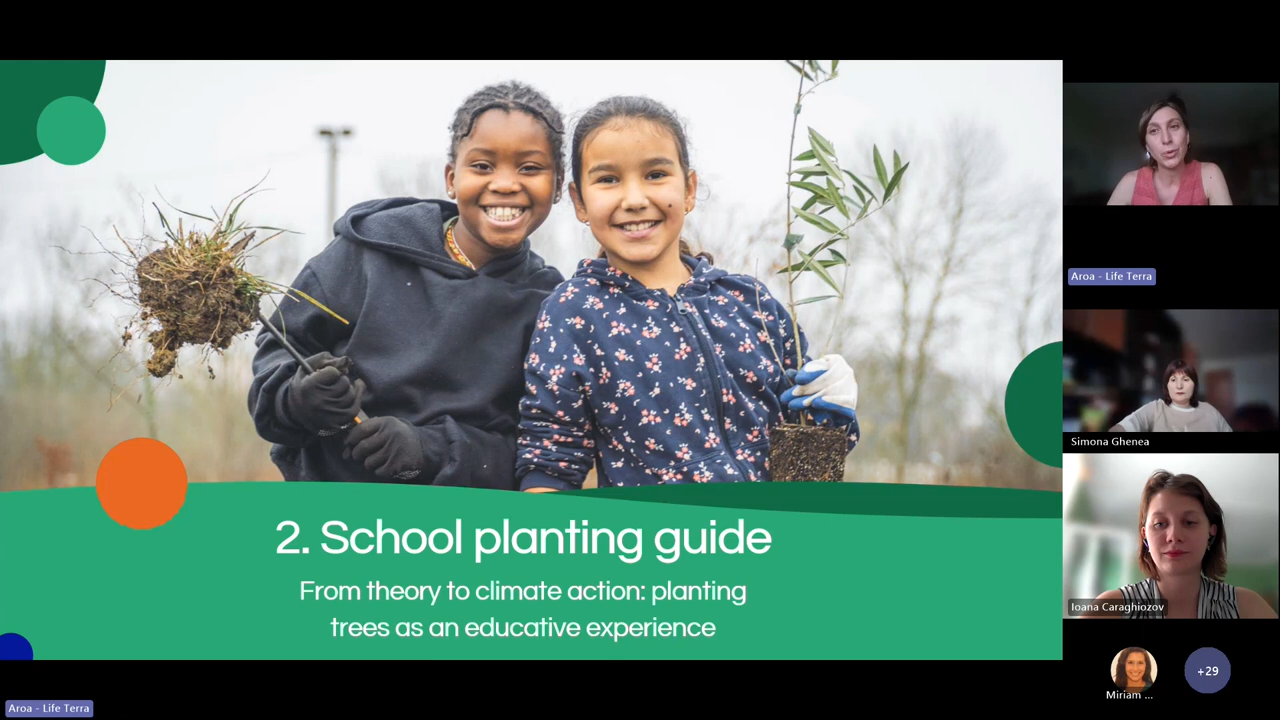 2. School planting guide
From theory to climate action: planting
trees as an educative experience
Aroa - Life Terra
Aroa - Life Terra
Simona Ghenea
Ioana Caraghiozov
Miriam ...
+29